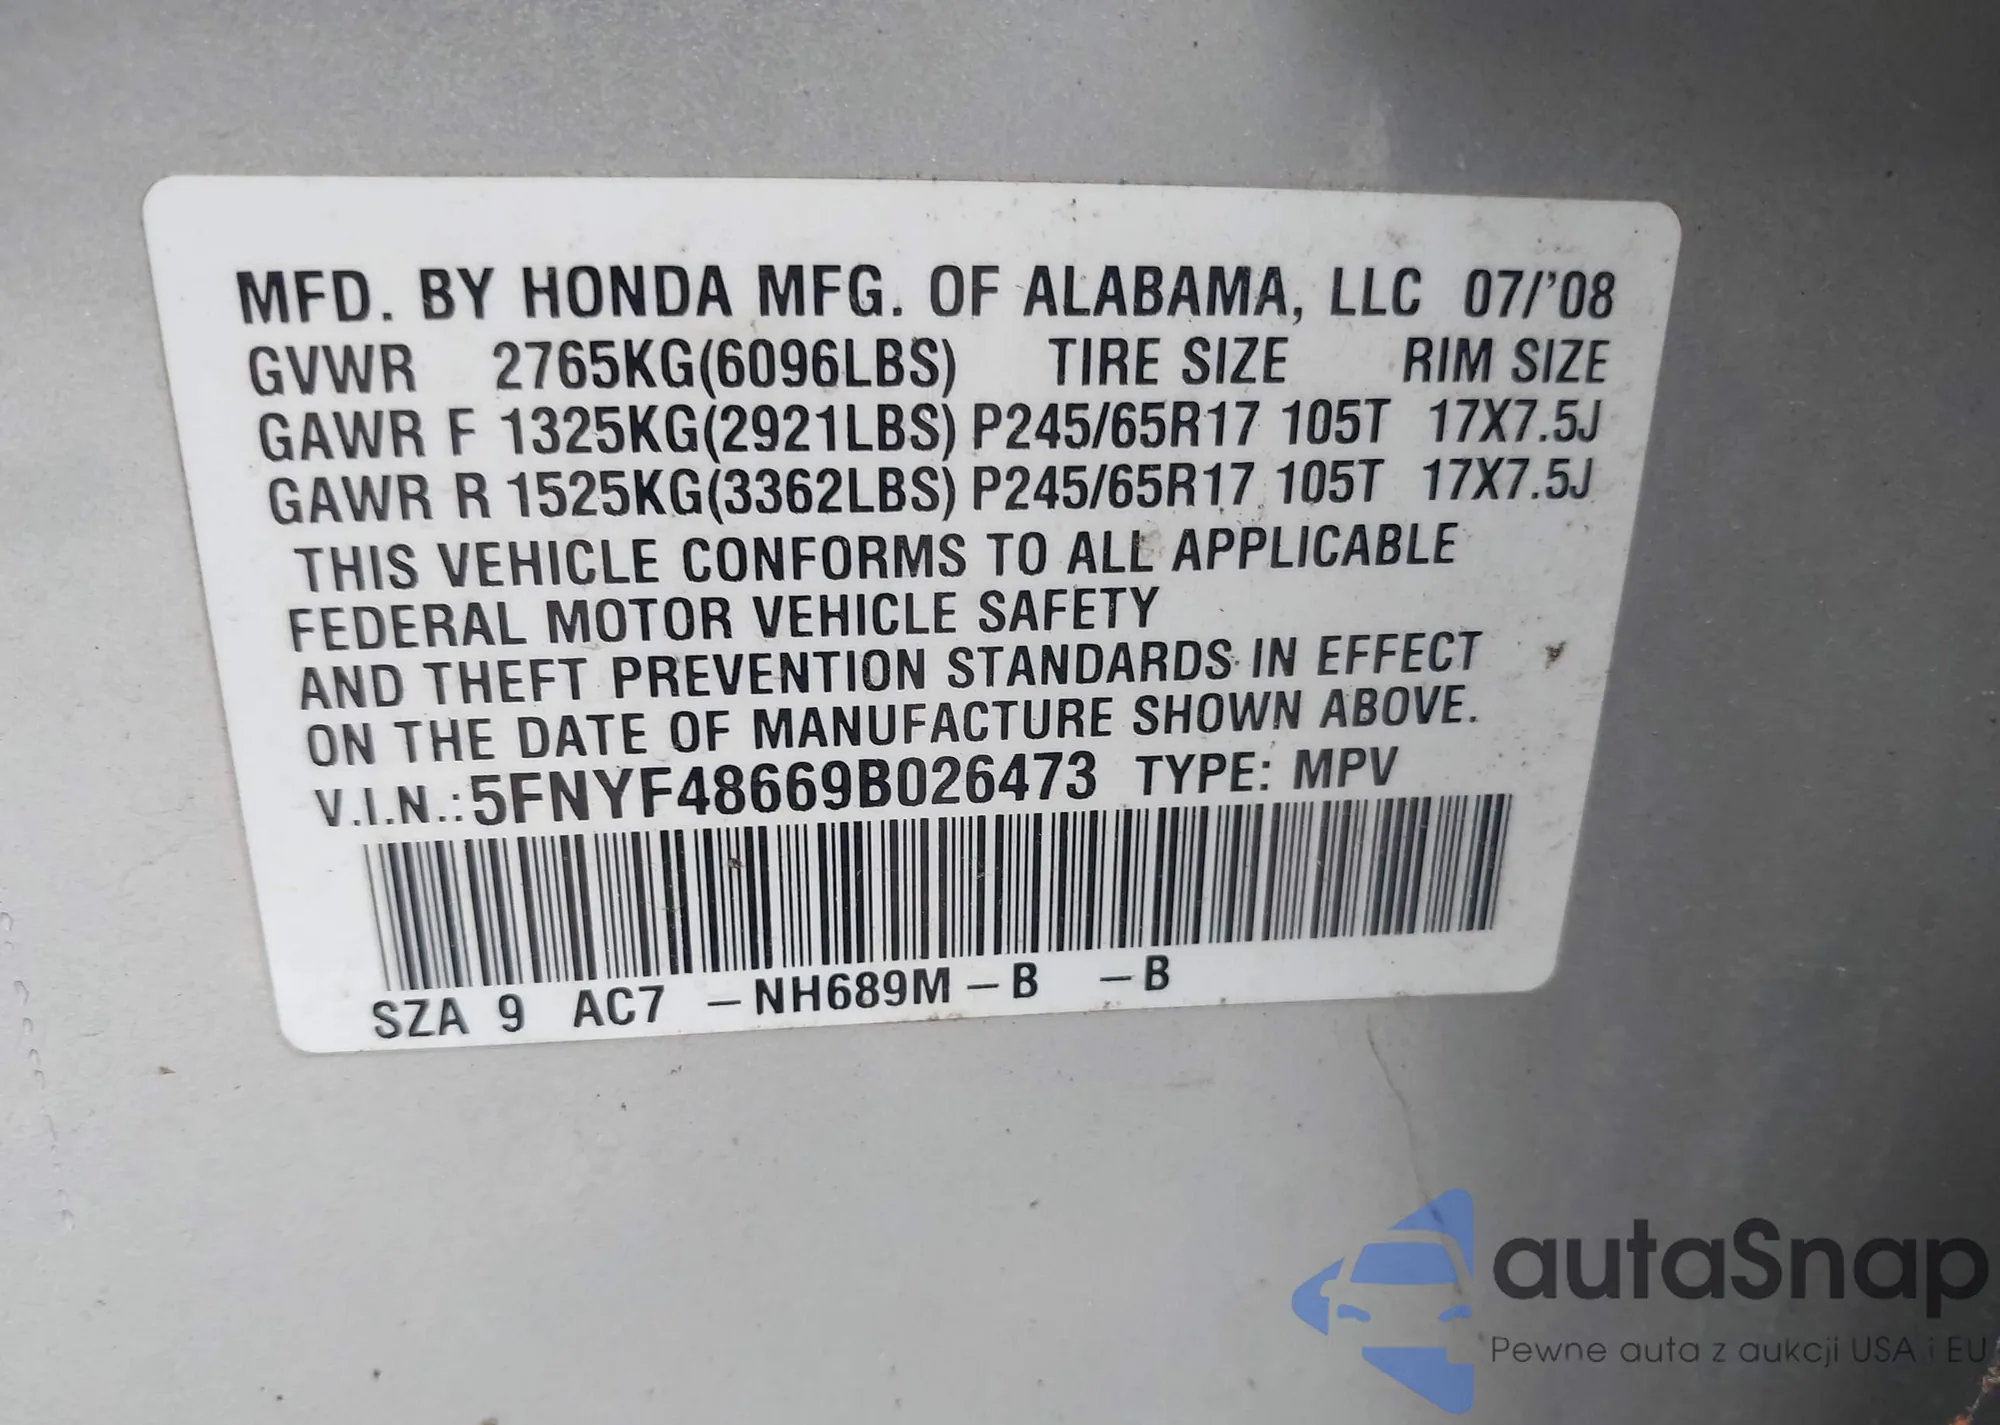 MFD. BY HONDA MFG. OF ALABAMA, LLC 07/'08
GVWR 2765KG(6096LBS) TIRE SIZE RIM SIZE
GAWR F 1325KG(2921LBS) P245/65R17 105T 17X7.5J
GAWR R 1525KG(3362LBS) P245/65R17 105T 17X7.5J
THIS VEHICLE CONFORMS TO ALL APPLICABLE
FEDERAL MOTOR VEHICLE SAFETY
AND THEFT PREVENTION STANDARDS IN EFFECT
ON THE DATE OF MANUFACTURE SHOWN ABOVE.
V.I.N.: 5FNYF48669B026473 TYPE: MPV
SZA 9 AC7 –NH689M –B –B
autaSnap
Pewne auta z aukcji USA i EU